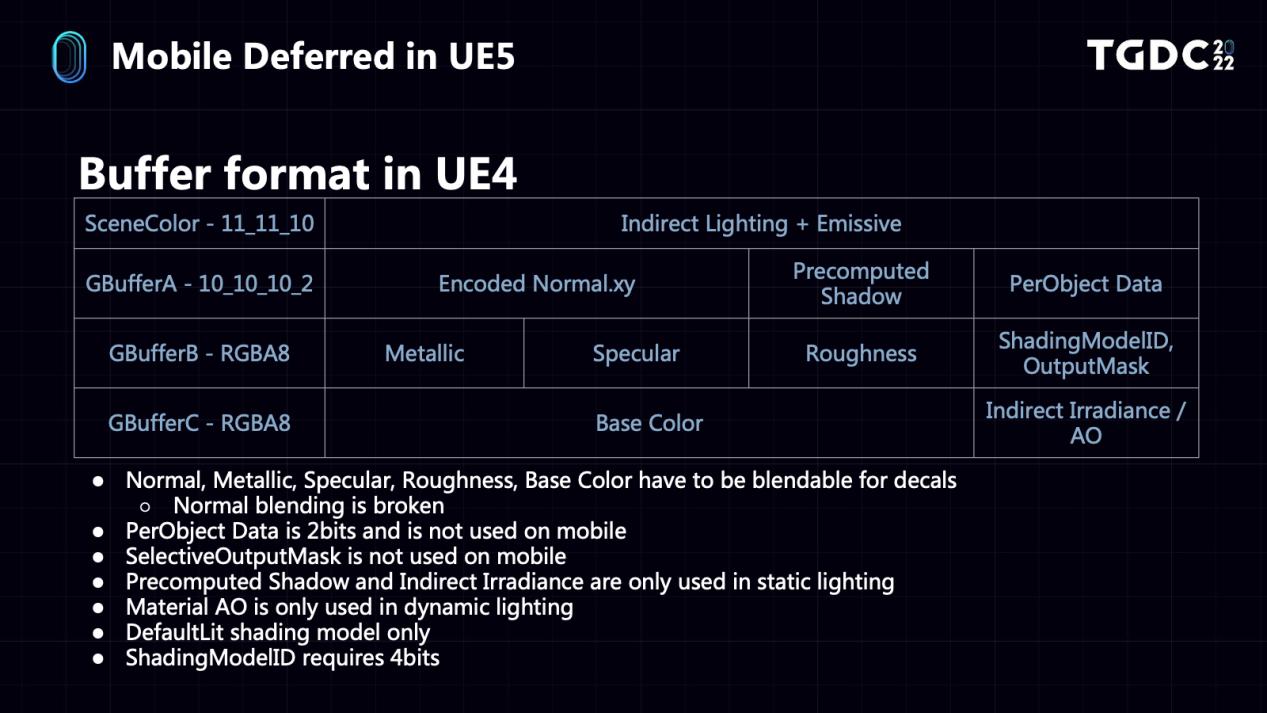 Mobile Deferred in UE5
TGDC 20
22
Buffer format in UE4
SceneColor - 11_11_10
Indirect Lighting + Emissive
GBufferA - 10_10_10_2
Encoded Normal.xy
Precomputed
Shadow
PerObject Data
GBufferB - RGBA8
Metallic
Specular
Roughness
ShadingModelID,
OutputMask
GBufferC - RGBA8
Base Color
Indirect Irradiance /
AO
● Normal, Metallic, Specular, Roughness, Base Color have to be blendable for decals
○ Normal blending is broken
● PerObject Data is 2bits and is not used on mobile
● SelectiveOutputMask is not used on mobile
● Precomputed Shadow and Indirect Irradiance are only used in static lighting
● Material AO is only used in dynamic lighting
● DefaultLit shading model only
● ShadingModelID requires 4bits